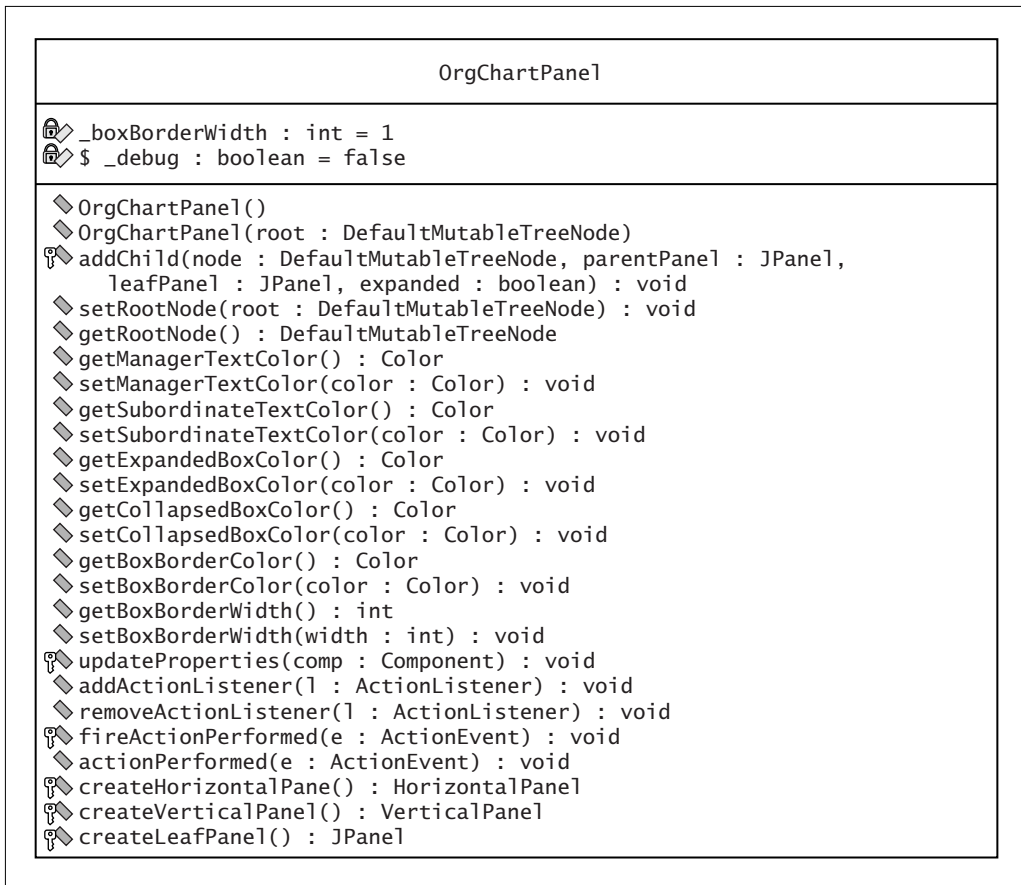 OrgChartPanel
_boxBorderWidth : int = 1
$ _debug : boolean = false
OrgChartPanel()
OrgChartPanel(root : DefaultMutableTreeNode)
addChild(node : DefaultMutableTreeNode, parentPanel : JPanel,
leafPanel : JPanel, expanded : boolean) : void
setRootNode(root : DefaultMutableTreeNode) : void
getRootNode() : DefaultMutableTreeNode
getManagerTextColor() : Color
setManagerTextColor(color : Color) : void
getSubordinateTextColor() : Color
setSubordinateTextColor(color : Color) : void
getExpandedBoxColor() : Color
setExpandedBoxColor(color : Color) : void
getCollapsedBoxColor() : Color
setCollapsedBoxColor(color : Color) : void
getBoxBorderColor() : Color
setBoxBorderColor(color : Color) : void
getBoxBorderWidth() : int
setBoxBorderWidth(width : int) : void
updateProperties(comp : Component) : void
addActionListener(l : ActionListener) : void
removeActionListener(l : ActionListener) : void
fireActionPerformed(e : ActionEvent) : void
actionPerformed(e : ActionEvent) : void
createHorizontalPane() : HorizontalPanel
createVerticalPanel() : VerticalPanel
createLeafPanel() : JPanel